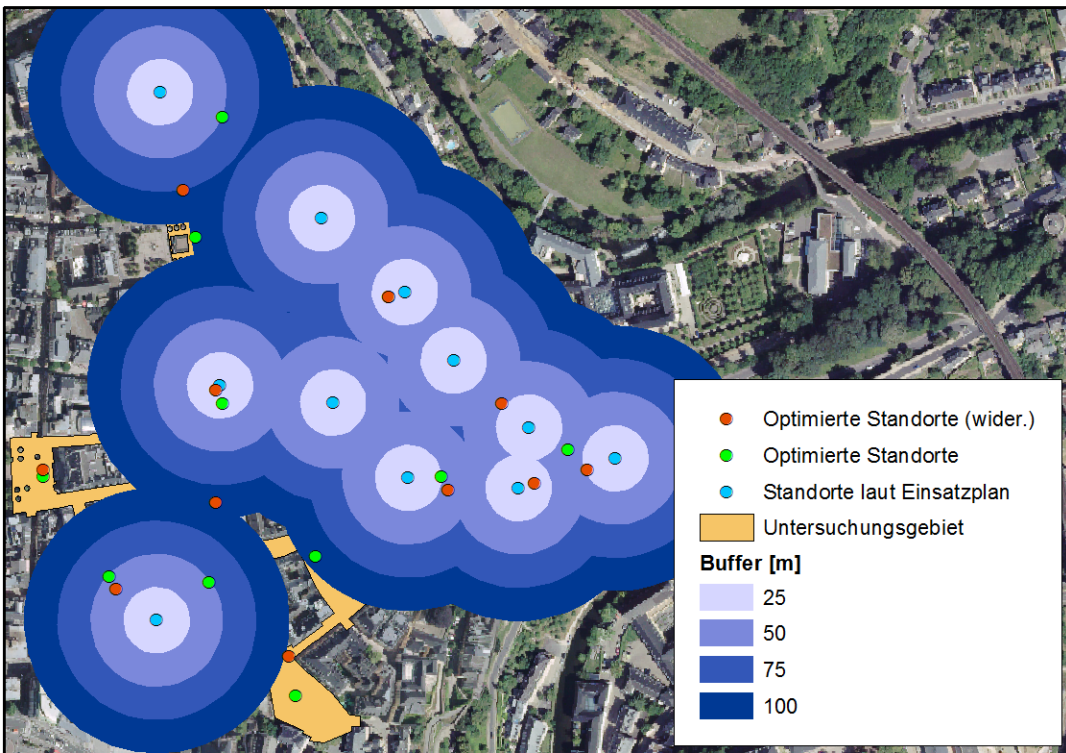 Optimierte Standorte (wider.)
Optimierte Standorte
Standorte laut Einsatzplan
Untersuchungsgebiet
Buffer [m]
25
50
75
100